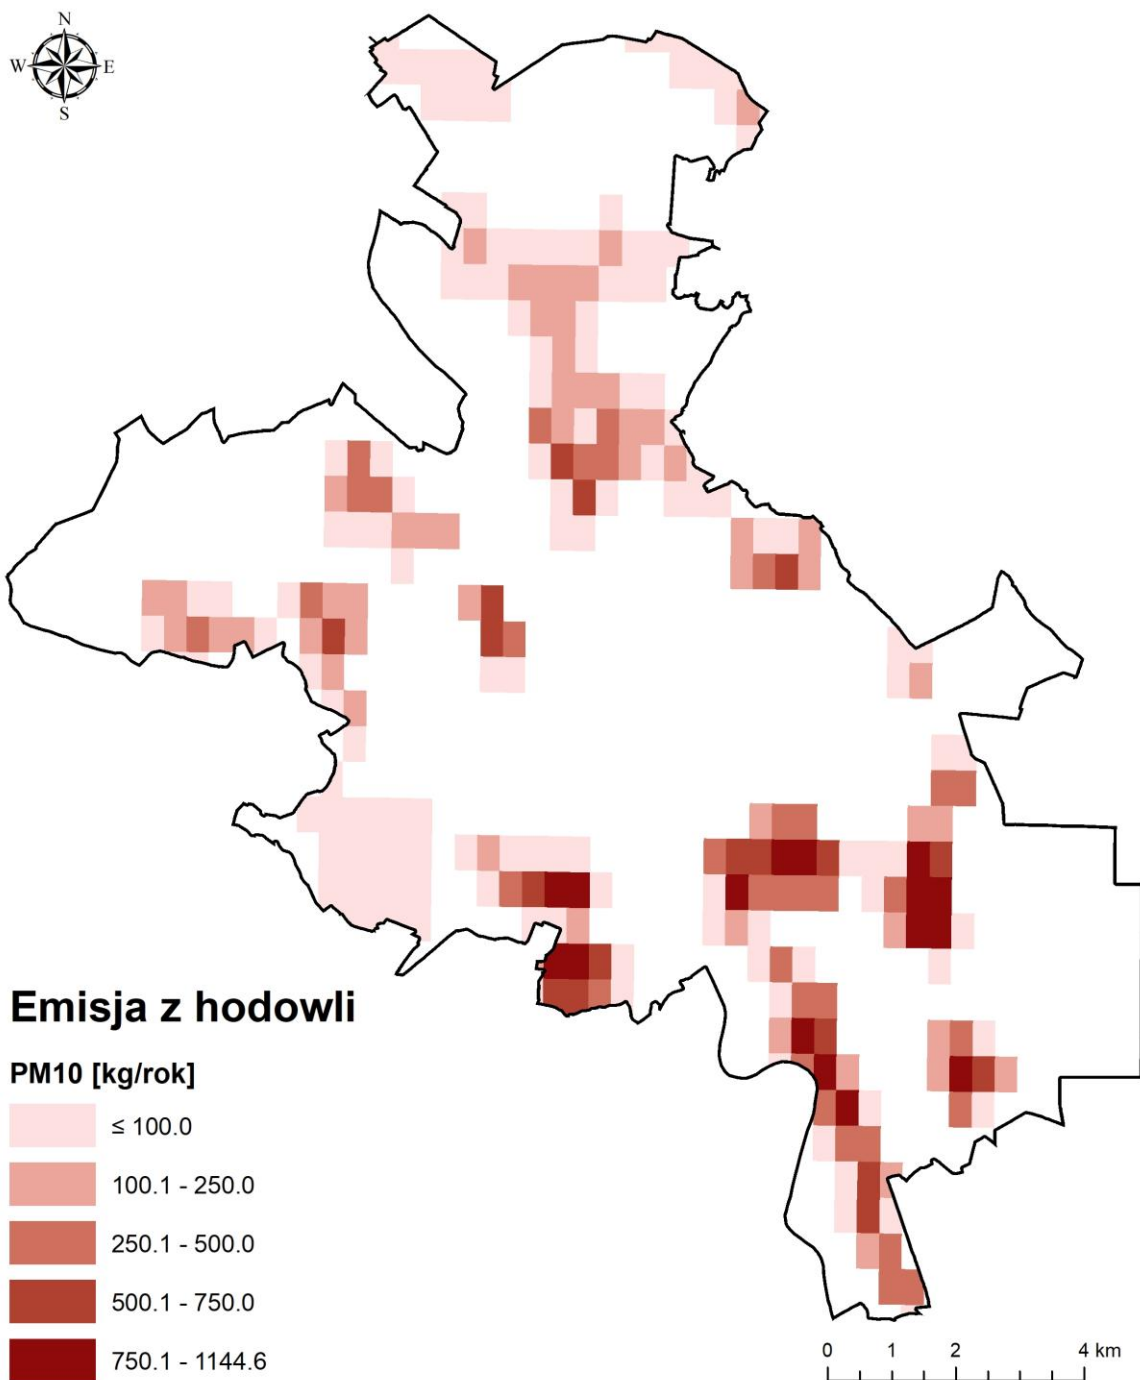 N
W E
S
Emisja z hodowli
PM10 [kg/rok]
≤ 100.0
100.1 - 250.0
250.1 - 500.0
500.1 - 750.0
750.1 - 1144.6
0 1 2 4 km